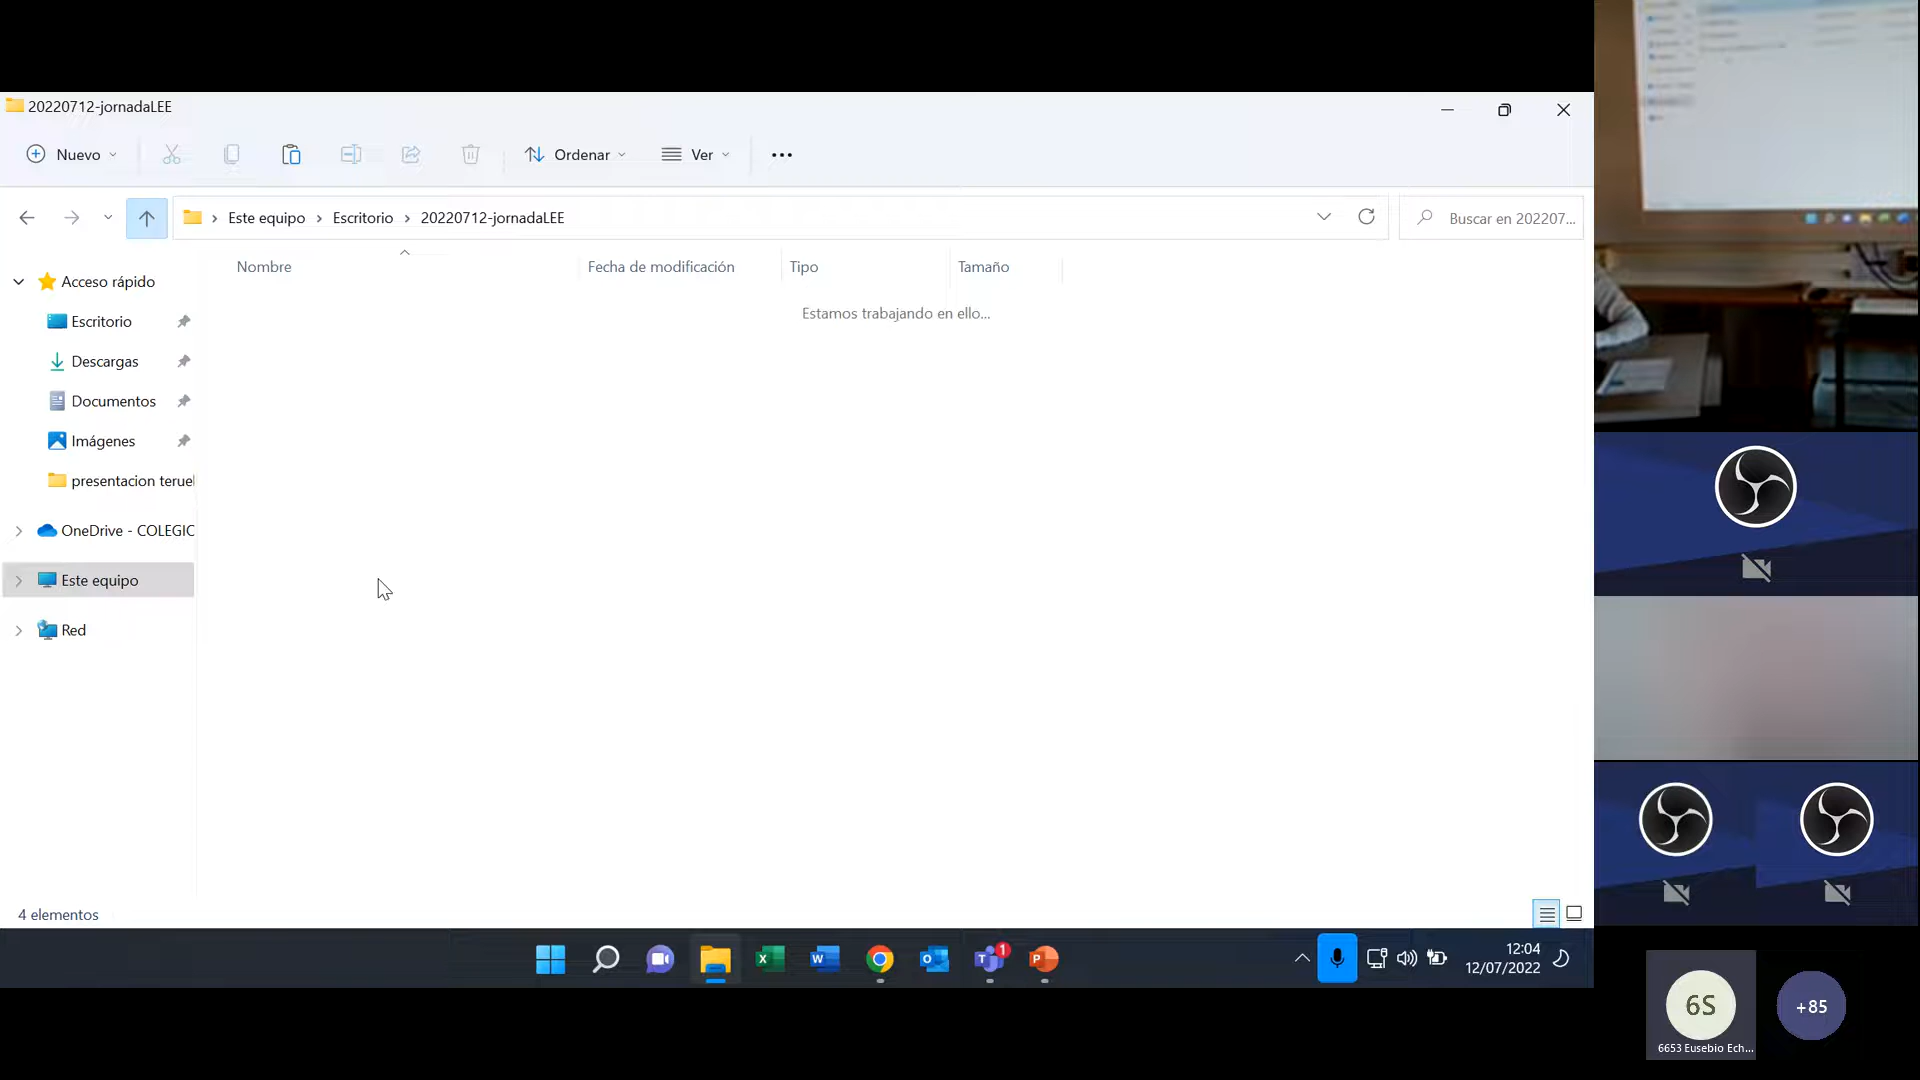 20220712-jornadaLEE
Nuevo
Ordenar
Ver
Este equipo
Escritorio
20220712-jornadaLEE
Buscar en 202207...
Nombre
Fecha de modificación
Tipo
Tamaño
Estamos trabajando en ello...
Acceso rápido
Escritorio
Descargas
Documentos
Imágenes
presentacion teruel
OneDrive - COLEGIC
Este equipo
Red
4 elementos
12:04
12/07/2022
1
6S
+85
6653 Eusebio Ech...